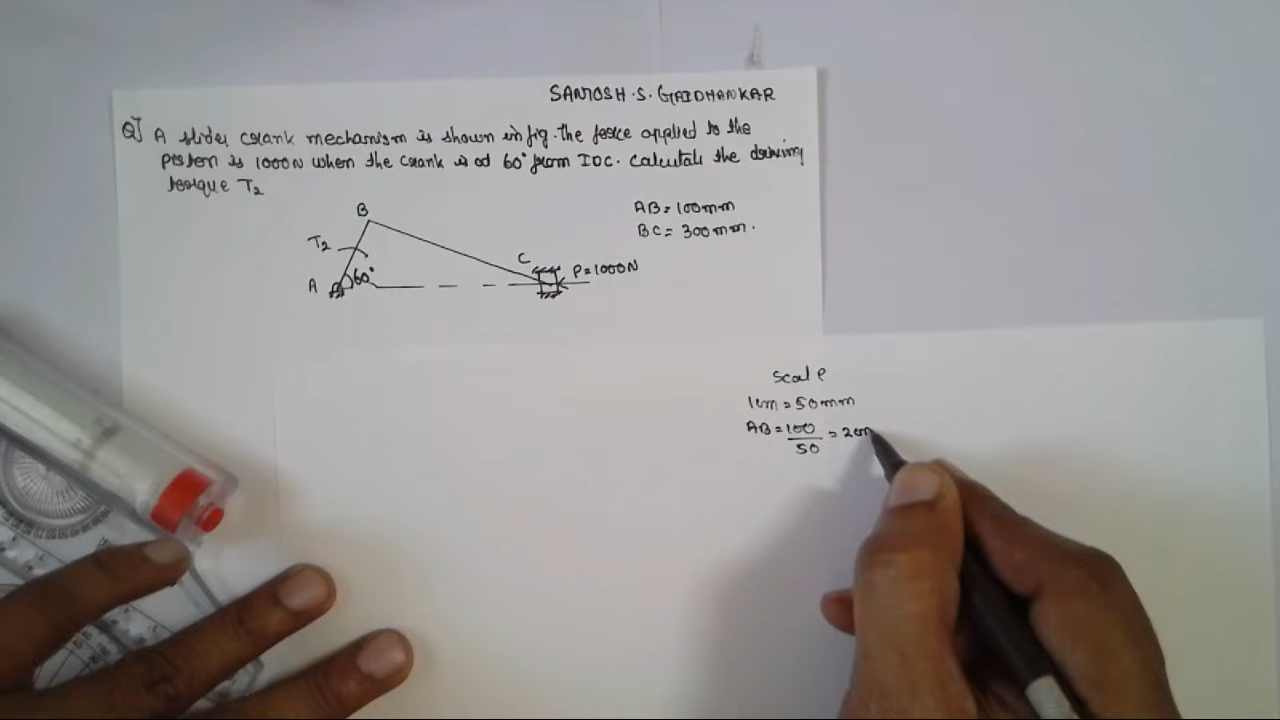 SANTOSH.S.GAIDHANKAR
Q] A slider crank mechanism is shown in fig. the force applied to the
piston is 1000N when the crank is at 60° from IDC. calculate the driving
torque T2
B
T2
A
60°
C
P=1000N
AB=100mm
BC=300mm.
scale
1cm=50mm
AB=100/50=2cm